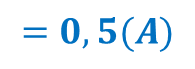 = 0, 5(A)